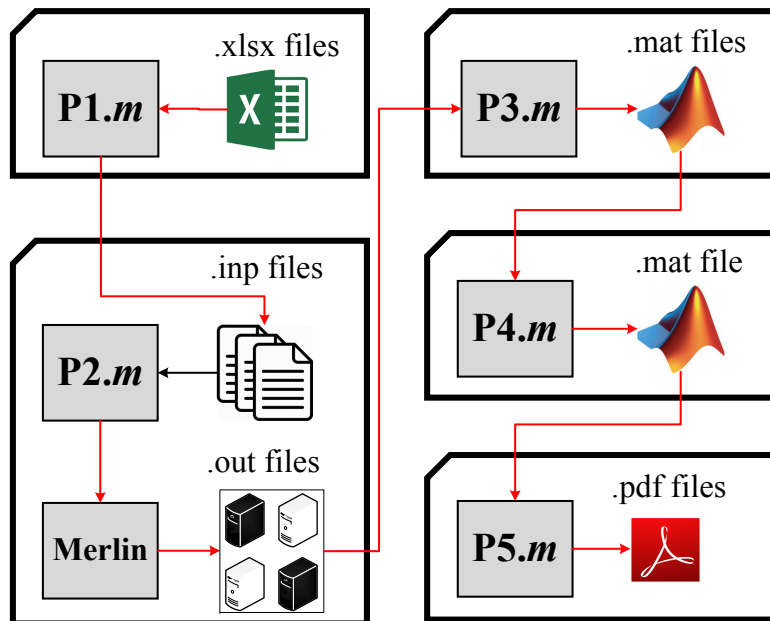 .xlsx files
P1.m
X
.inp files
P2.m
.out files
Merlin
.mat files
P3.m
.mat file
P4.m
.pdf files
P5.m